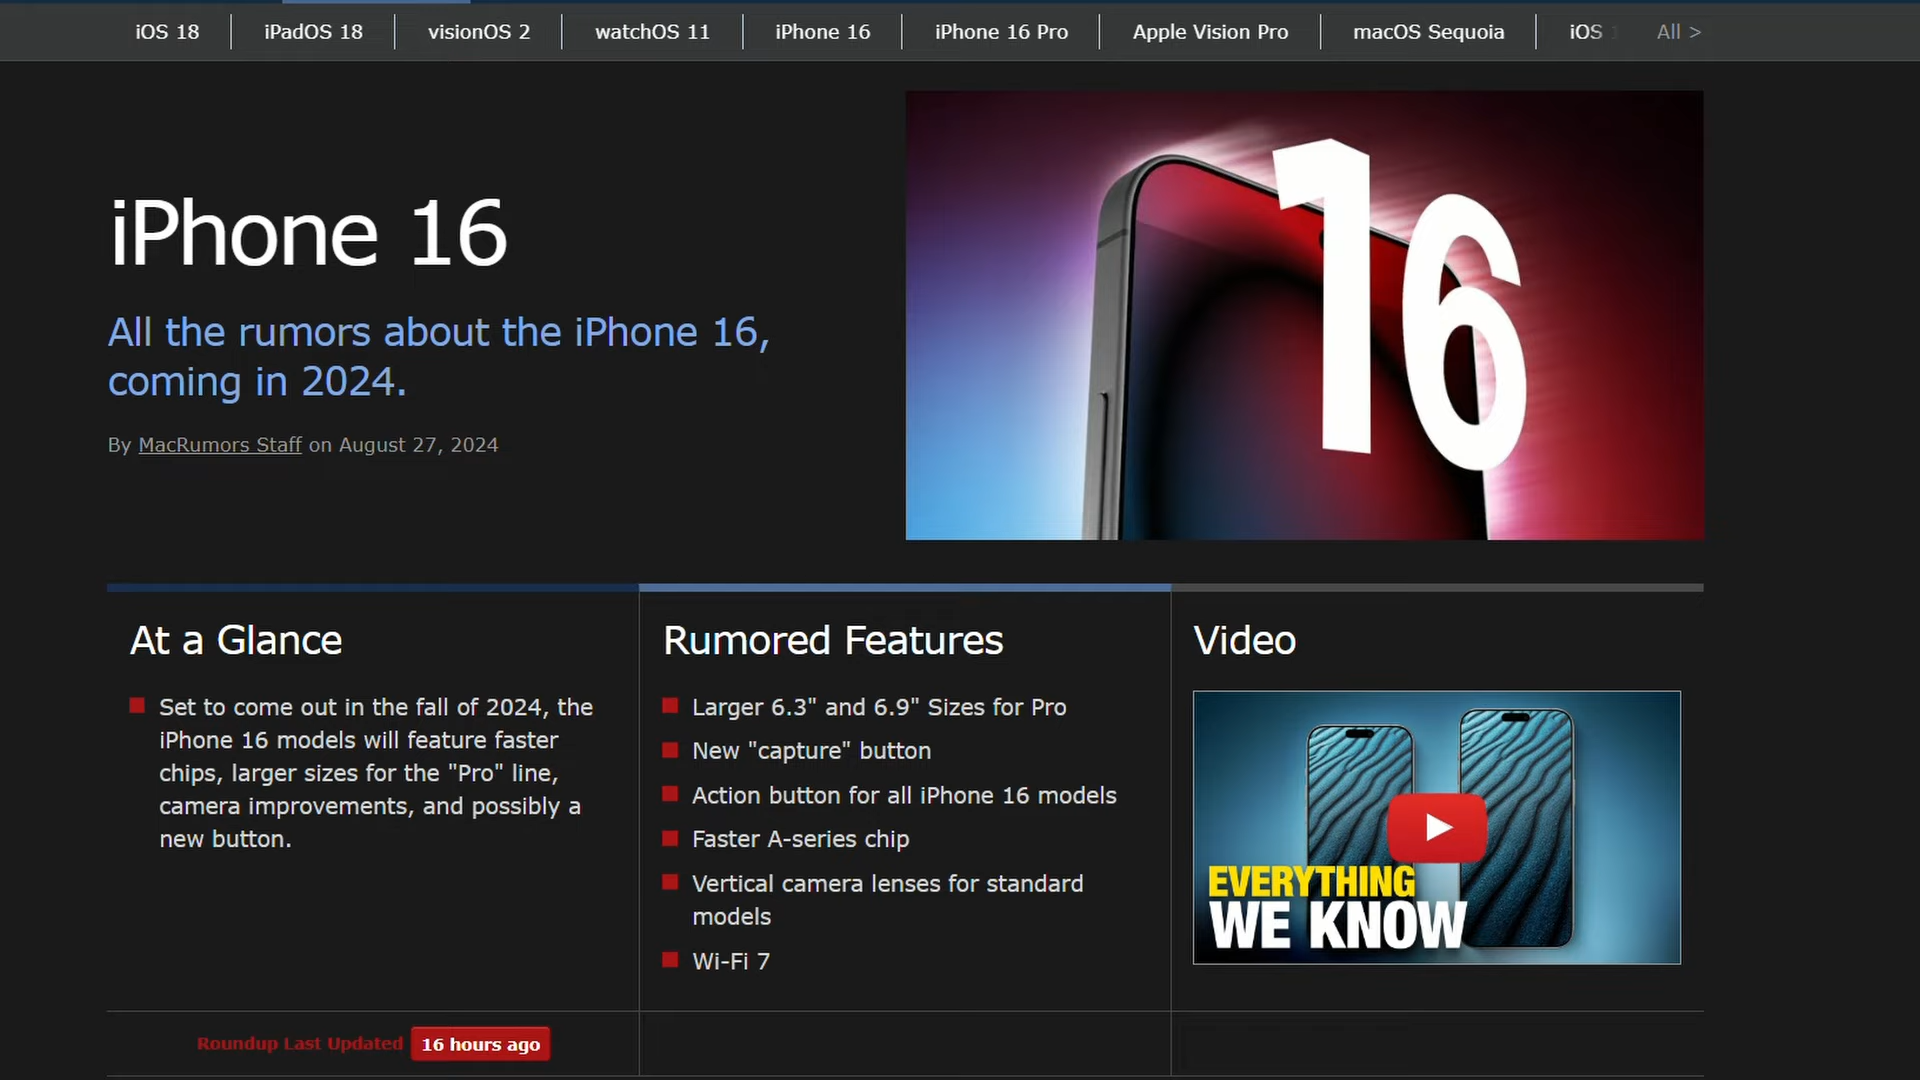 iOS 18
iPadOS 18
visionOS 2
watchOS 11
iPhone 16
iPhone 16 Pro
Apple Vision Pro
macOS Sequoia
iOS 1
All >
iPhone 16
All the rumors about the iPhone 16,
coming in 2024.
By MacRumors Staff on August 27, 2024
16
At a Glance
Set to come out in the fall of 2024, the
iPhone 16 models will feature faster
chips, larger sizes for the "Pro" line,
camera improvements, and possibly a
new button.
Roundup Last Updated 16 hours ago
Rumored Features
Larger 6.3" and 6.9" Sizes for Pro
New "capture" button
Action button for all iPhone 16 models
Faster A-series chip
Vertical camera lenses for standard
models
Wi-Fi 7
Video
EVERYTHING
WE KNOW